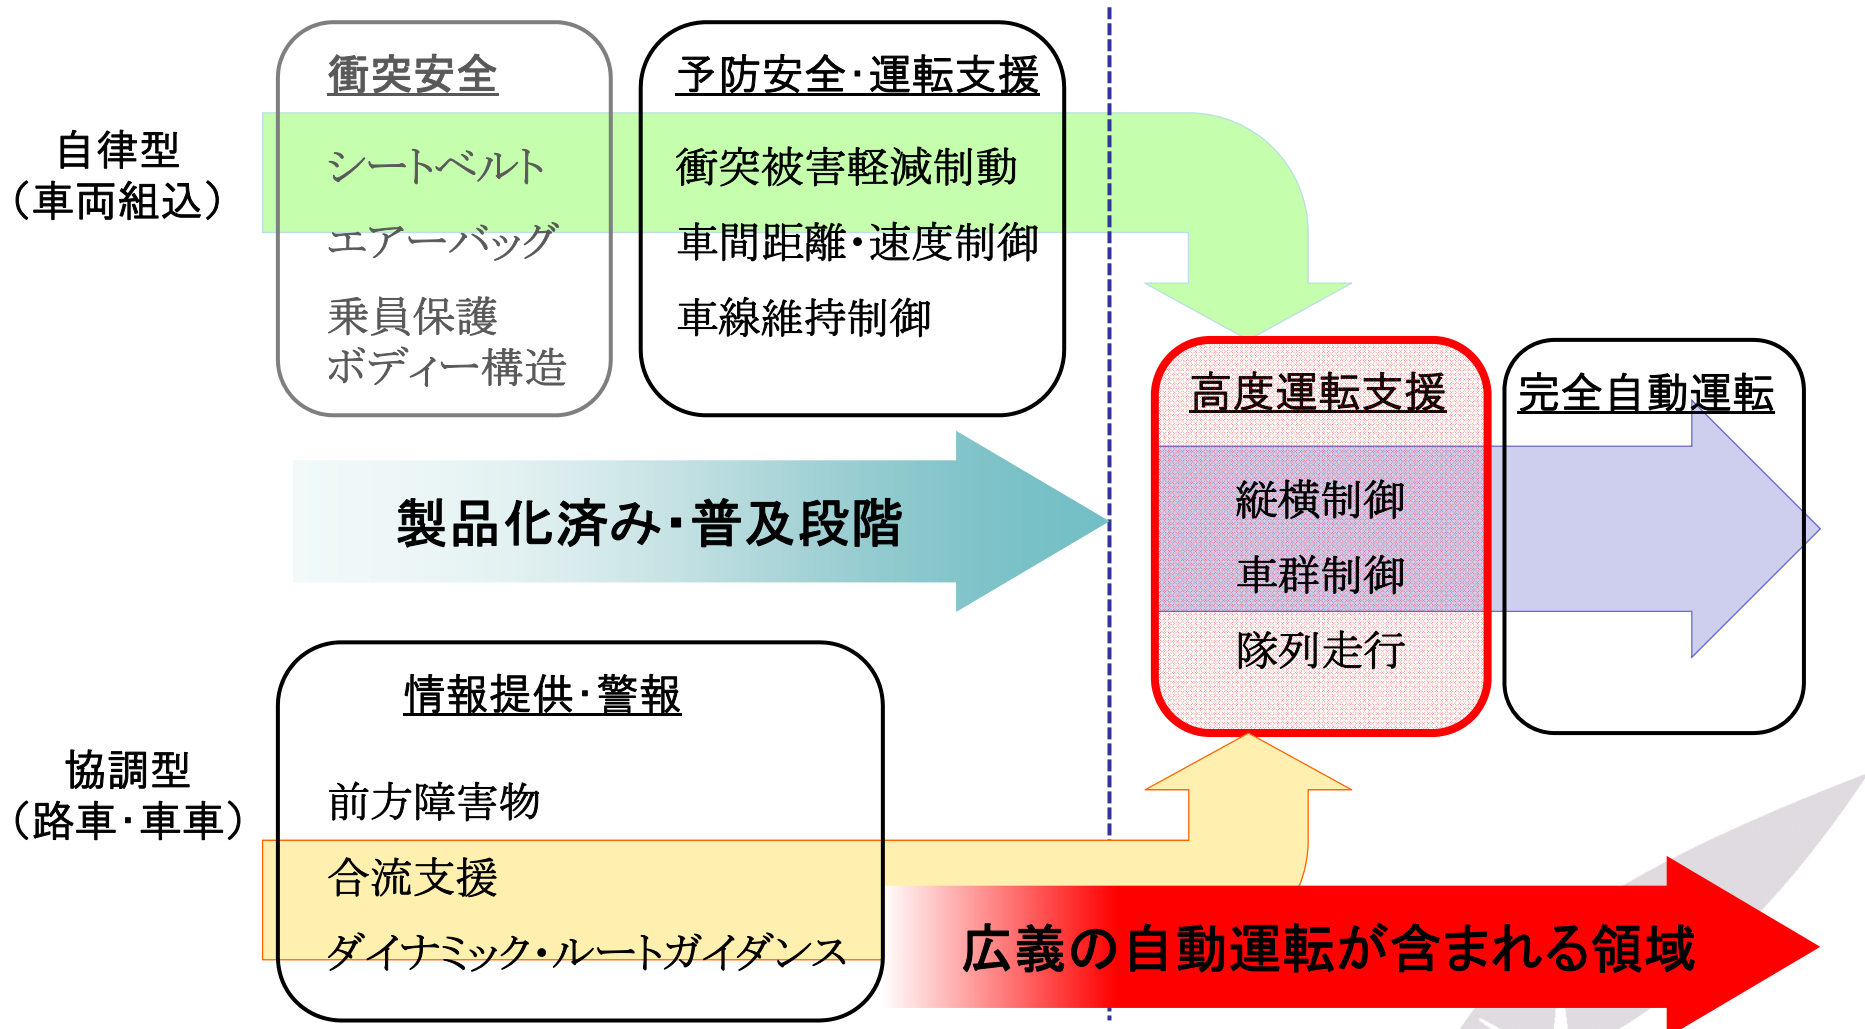 自律型
（車両組込）
衝突安全
シートベルト
エアーバッグ
乗員保護
ボディー構造
予防安全・運転支援
衝突被害軽減制動
車間距離・速度制御
車線維持制御
製品化済み・普及段階
高度運転支援
縦横制御
車群制御
隊列走行
完全自動運転
協調型
（路車・車車）
情報提供・警報
前方障害物
合流支援
ダイナミック・ルートガイダンス
広義の自動運転が含まれる領域